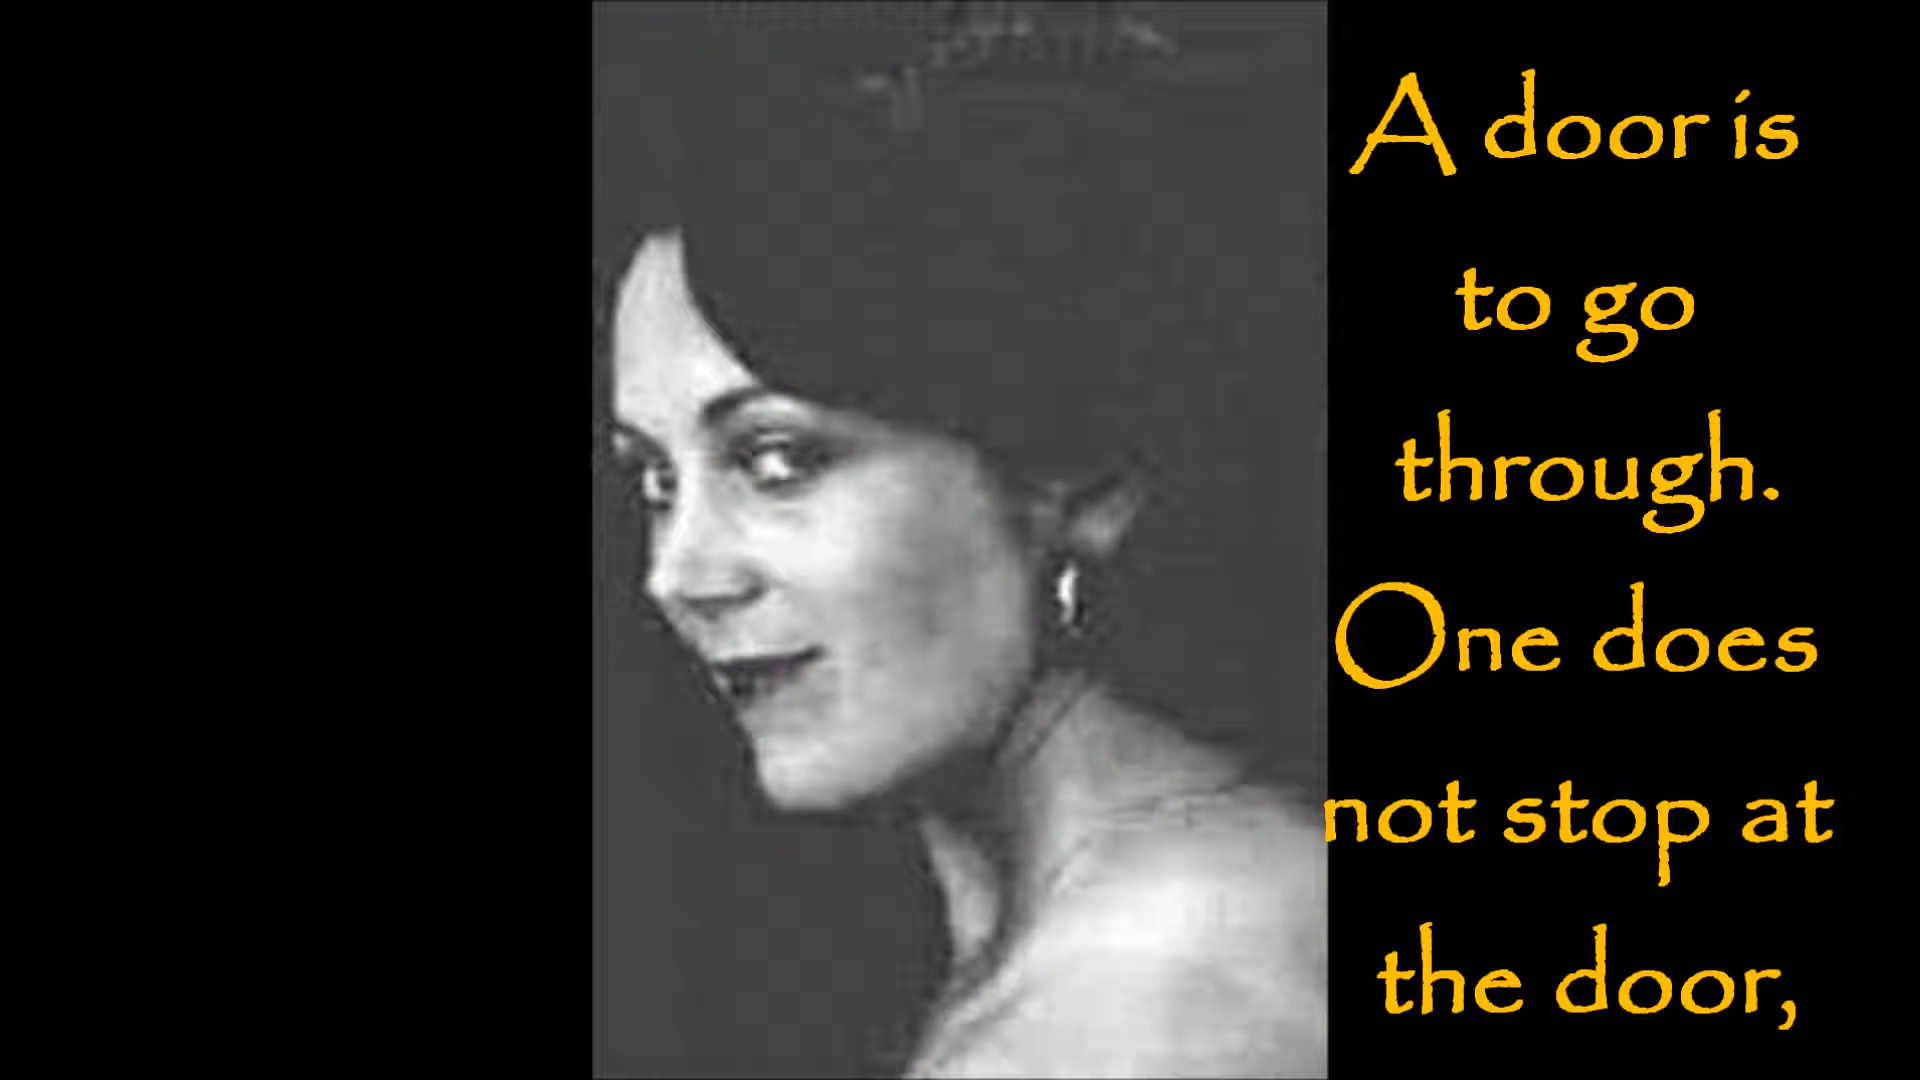 A door is
to go
through.
One does
not stop at
the door,